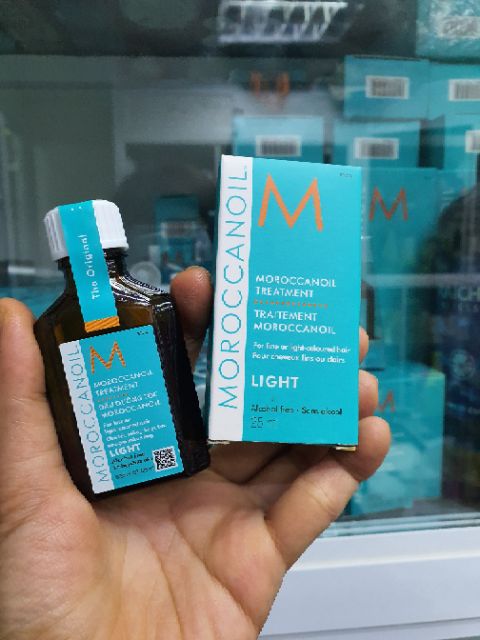 The Original
MOROCCANOIL
M
MOROCCANOIL
TREATMENT
MOROCCANOIL
LIGHT
MOROCCANOIL
M
MOROCCANOIL
TREATMENT
TRAITEMENT
MOROCCANOIL
For fine or light-coloured hair
Pour cheveux fins ou clairs
LIGHT
Alcohol free • Sans alcool
25 ml
M